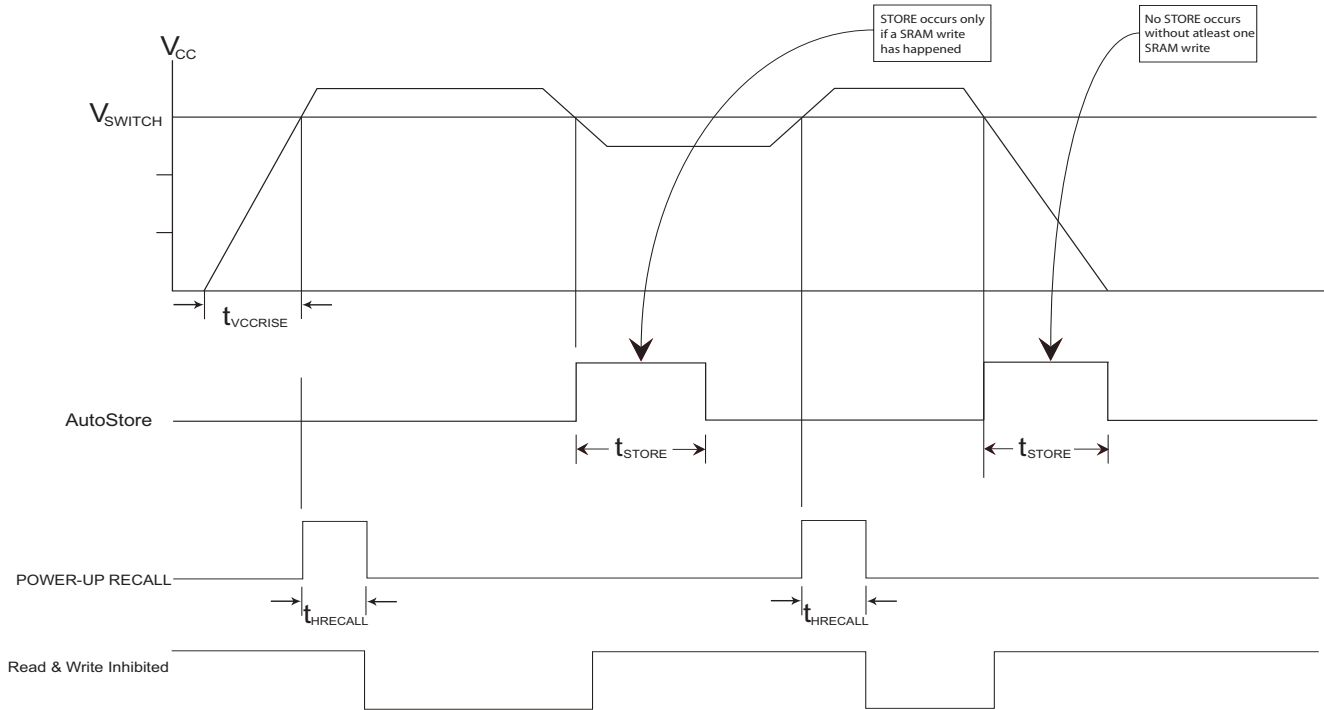 STORE occurs only
if a SRAM write
has happened
No STORE occurs
without atleast one
SRAM write
VCC
VSWITCH
tVCCRISE
AutoStore
tSTORE
tSTORE
POWER-UP RECALL
tHRECALL
tHRECALL
Read & Write Inhibited